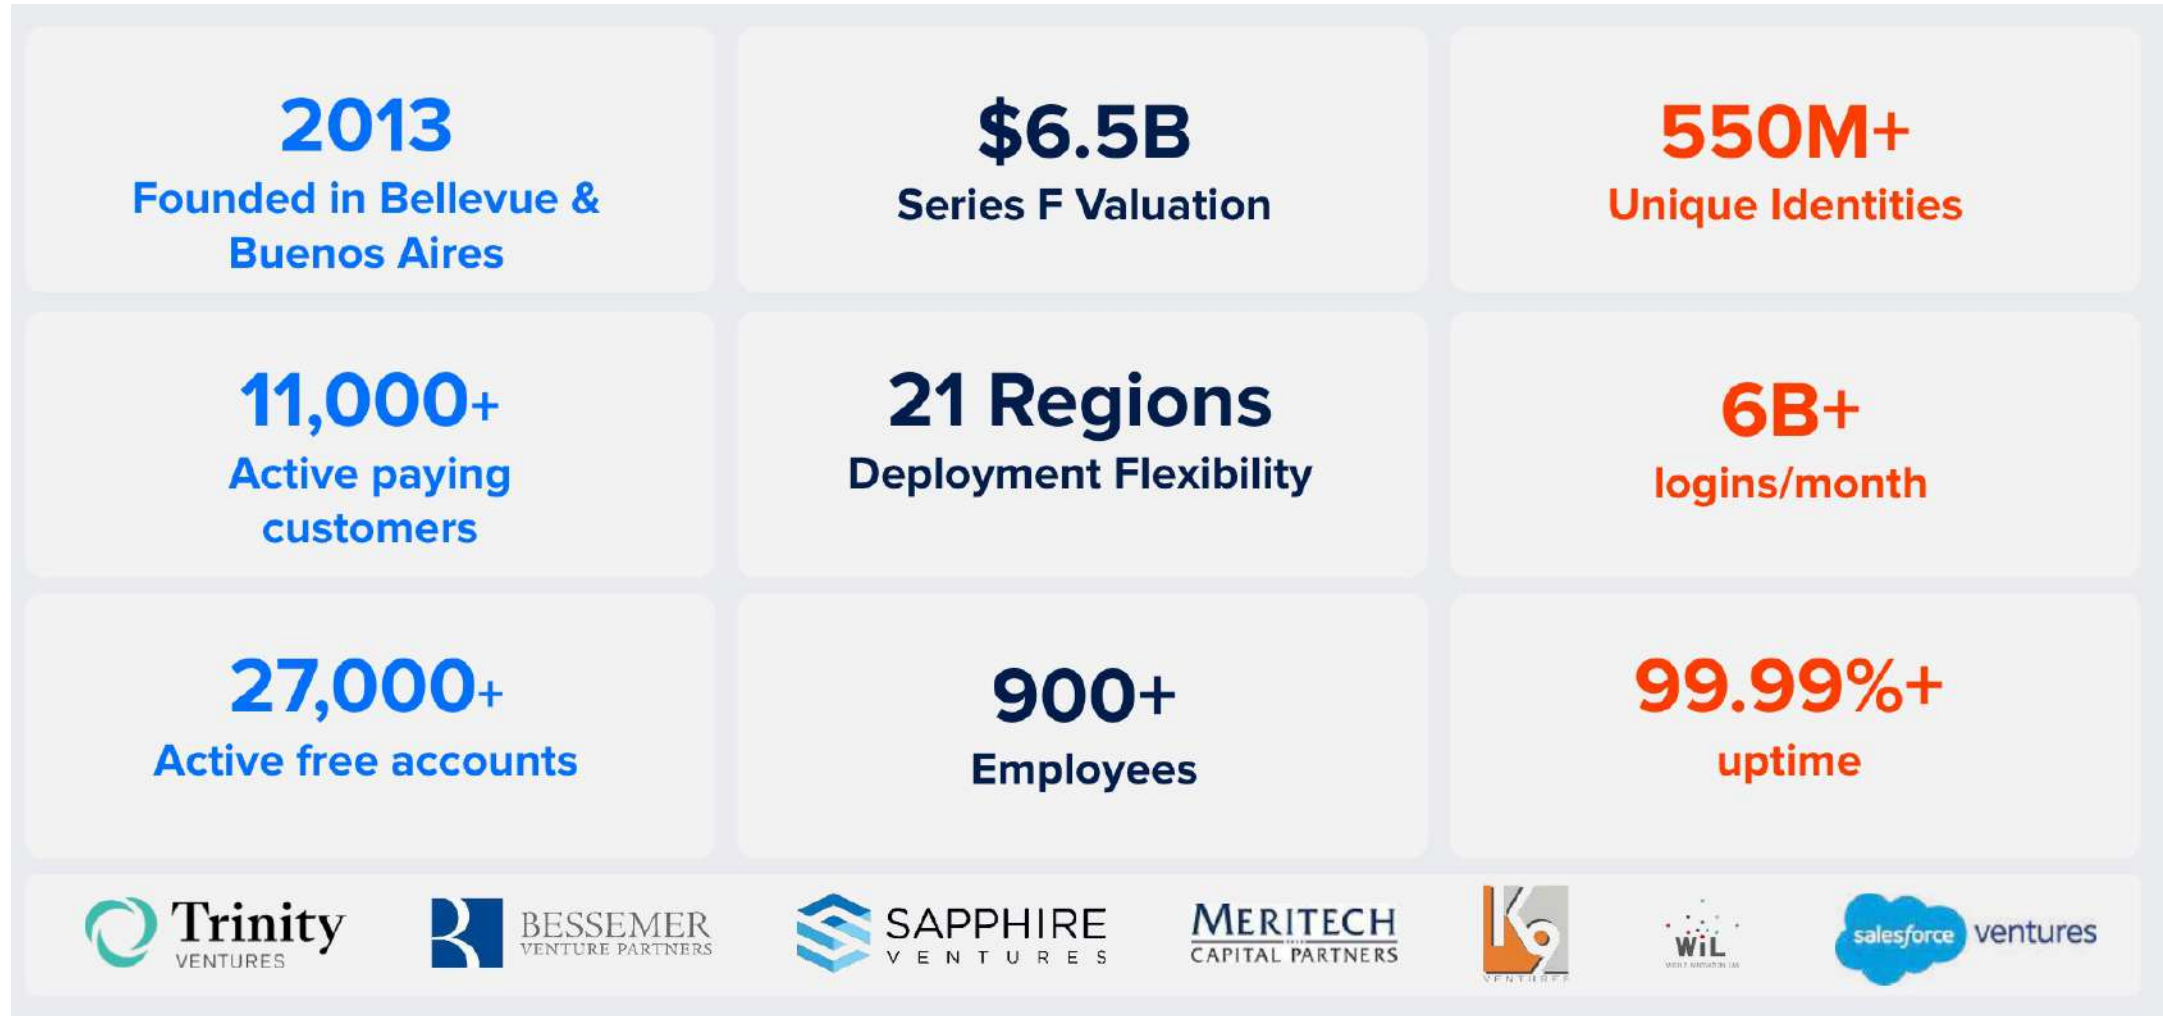 2013
Founded in Bellevue &
Buenos Aires
$6.5B
Series F Valuation
550M+
Unique Identities
11,000+
Active paying
customers
21 Regions
Deployment Flexibility
6B+
logins/month
27,000+
Active free accounts
900+
Employees
99.99%+
uptime
Trinity
VENTURES
BESSEMER
VENTURE PARTNERS
SAPPHIRE
VENTURES
MERITECH
CAPITAL PARTNERS
K9
VENTURES
WiL
salesforce ventures